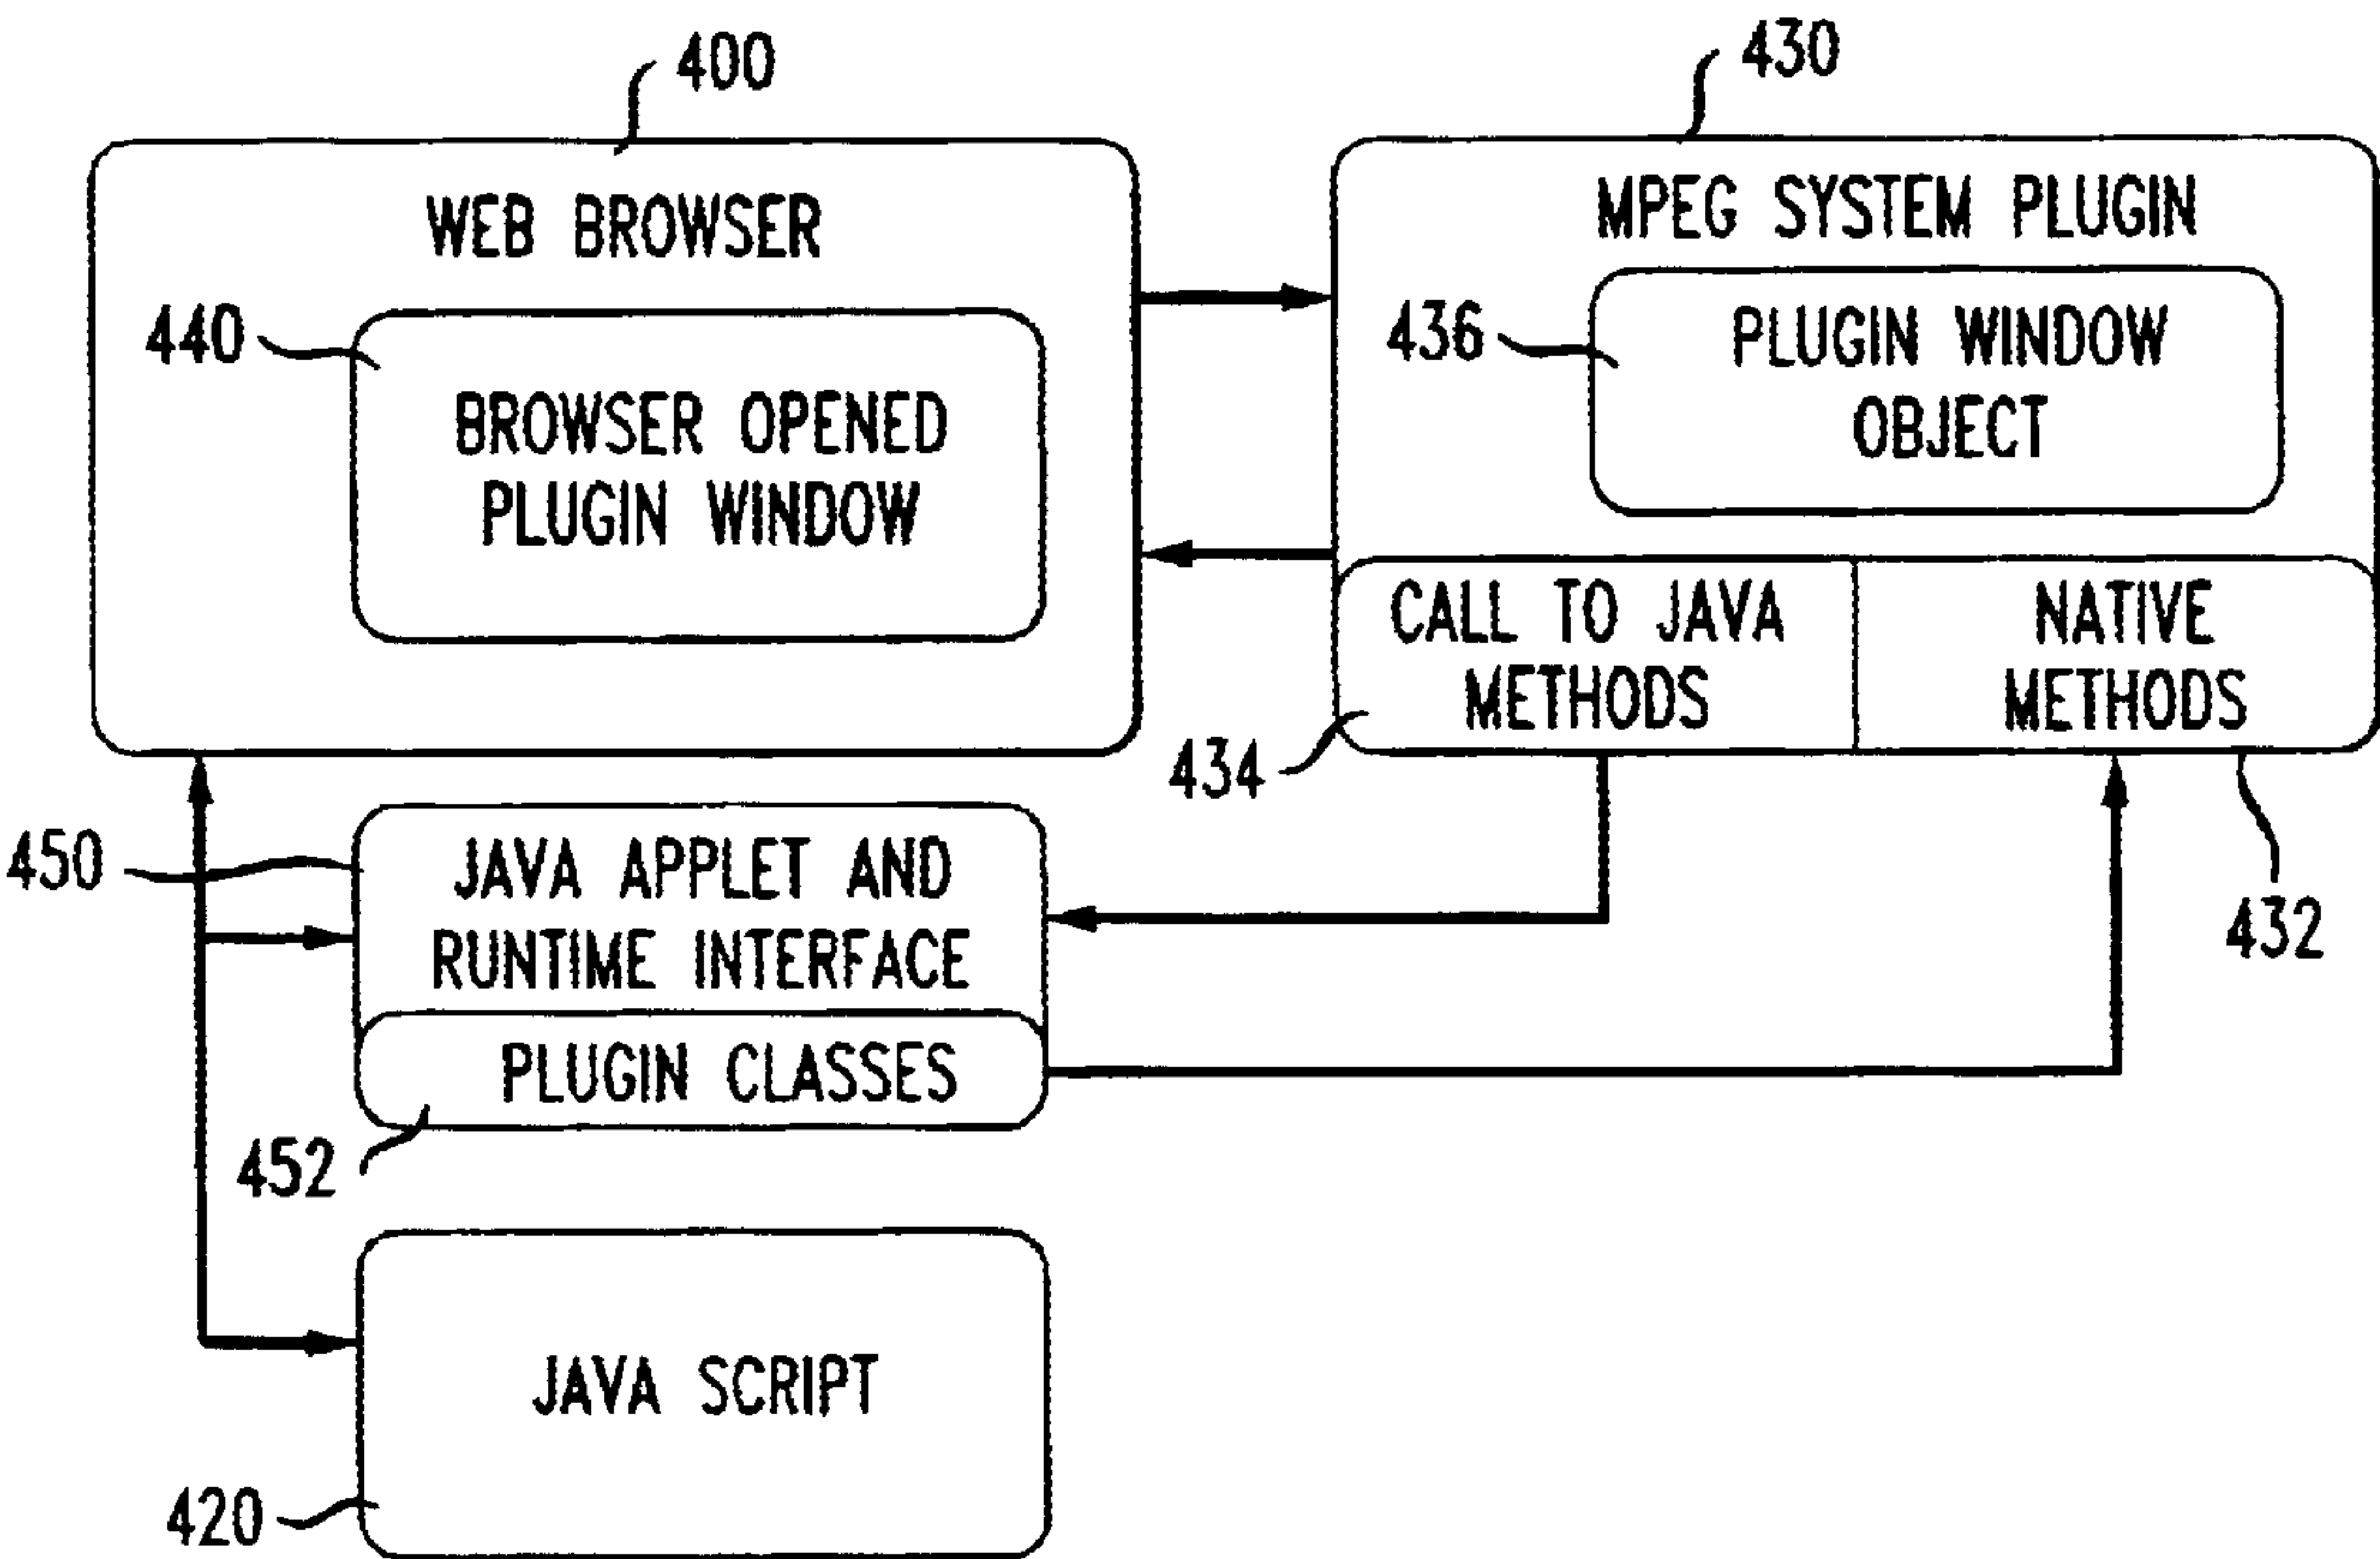 400
WEB BROWSER
440
BROWSER OPENED
PLUGIN WINDOW
430
MPEG SYSTEM PLUGIN
436
PLUGIN WINDOW
OBJECT
CALL TO JAVA
METHODS
434
NATIVE
METHODS
432
450
JAVA APPLET AND
RUNTIME INTERFACE
PLUGIN CLASSES
452
JAVA SCRIPT
420